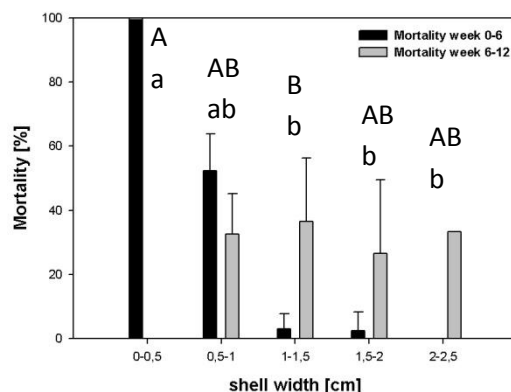 Mortality [%]
100
80
60
40
20
0
Mortality week 0-6
Mortality week 6-12
A
a
AB
ab
B
b
AB
b
AB
b
0-0,5
0,5-1
1-1,5
1,5-2
2-2,5
shell width [cm]